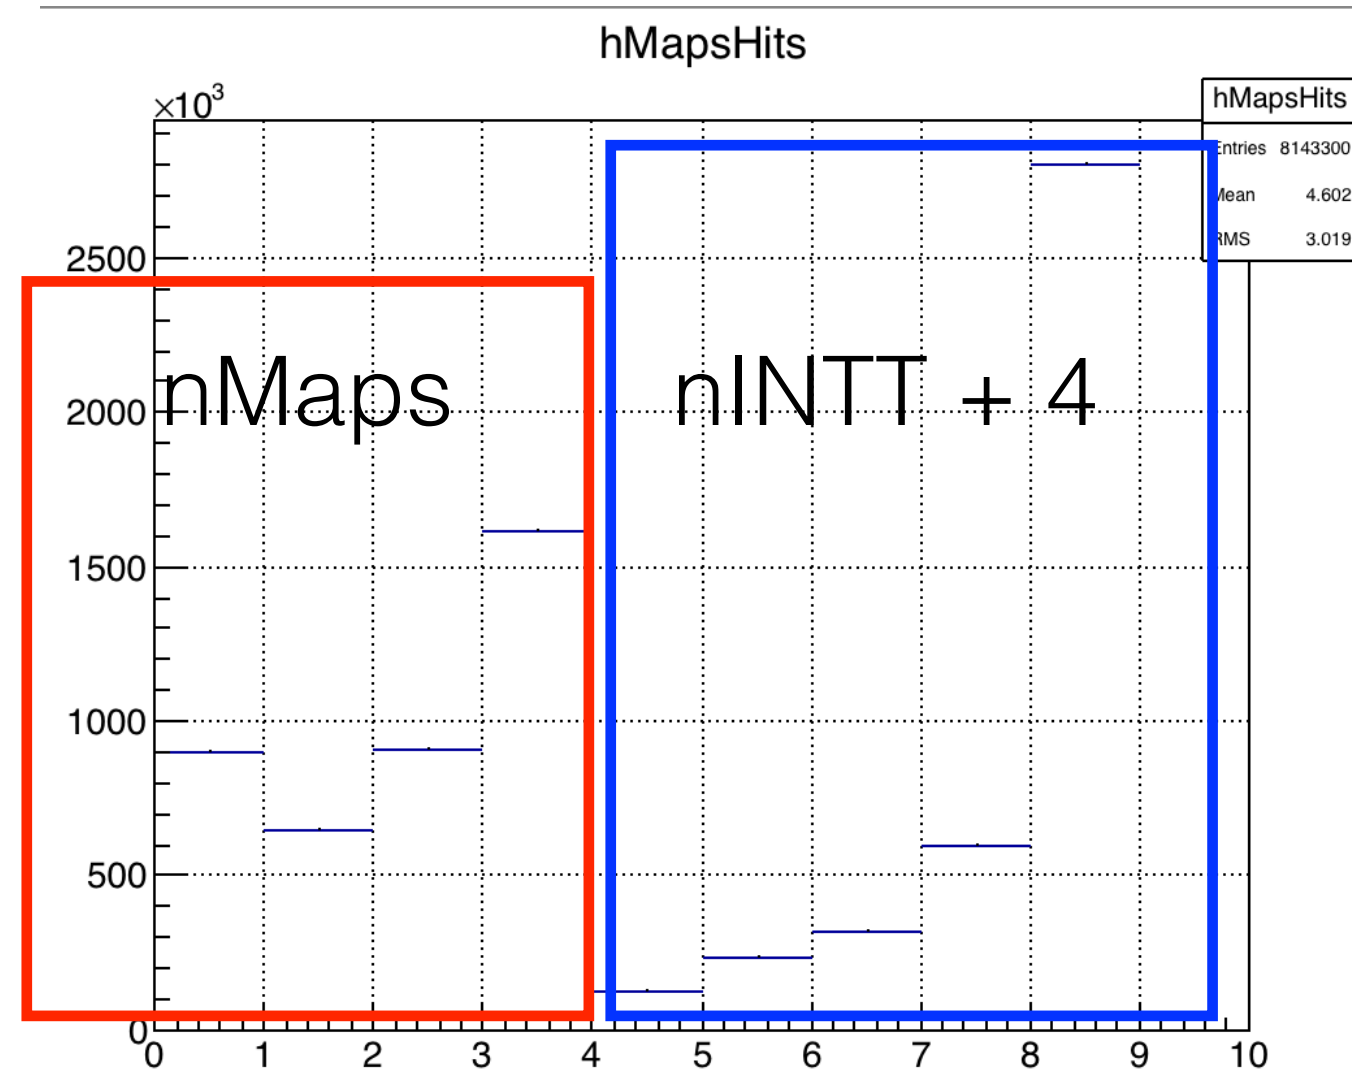 hMapsHits
×10³
hMapsHits
Entries 8143300
Mean 4.602
RMS 3.019
2500
nMaps
nINTT + 4
2000
1500
1000
500
0
0 1 2 3 4 5 6 7 8 9 10